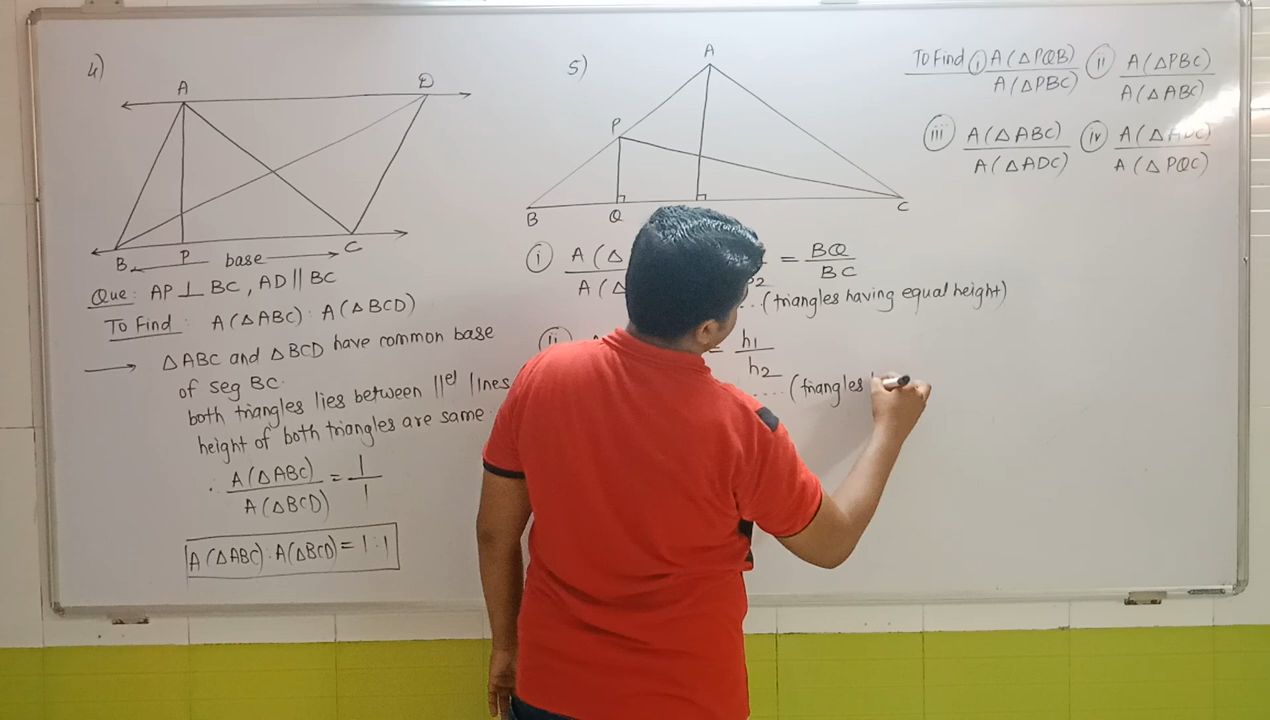 4)
A D
B P base C
Que: AP ⊥ BC, AD || BC
To Find: A(△ABC) : A(△BCD)
→ △ABC and △BCD have common base
of seg BC.
both triangles lies between ||el lines
height of both triangles are same.
∴ A(△ABC) / A(△BCD) = 1/1
A(△ABC) : A(△BCD) = 1 : 1
5)
A
P
B Q C
i A(△ / A(△ = BQ / BC
.. (triangles having equal height)
ii = h1 / h2
.... (triangles
To Find i A(△PQB) / A(△PBC) ii A(△PBC) / A(△ABC)
iii A(△ABC) / A(△ADC) iv A(△ADC) / A(△PQC)